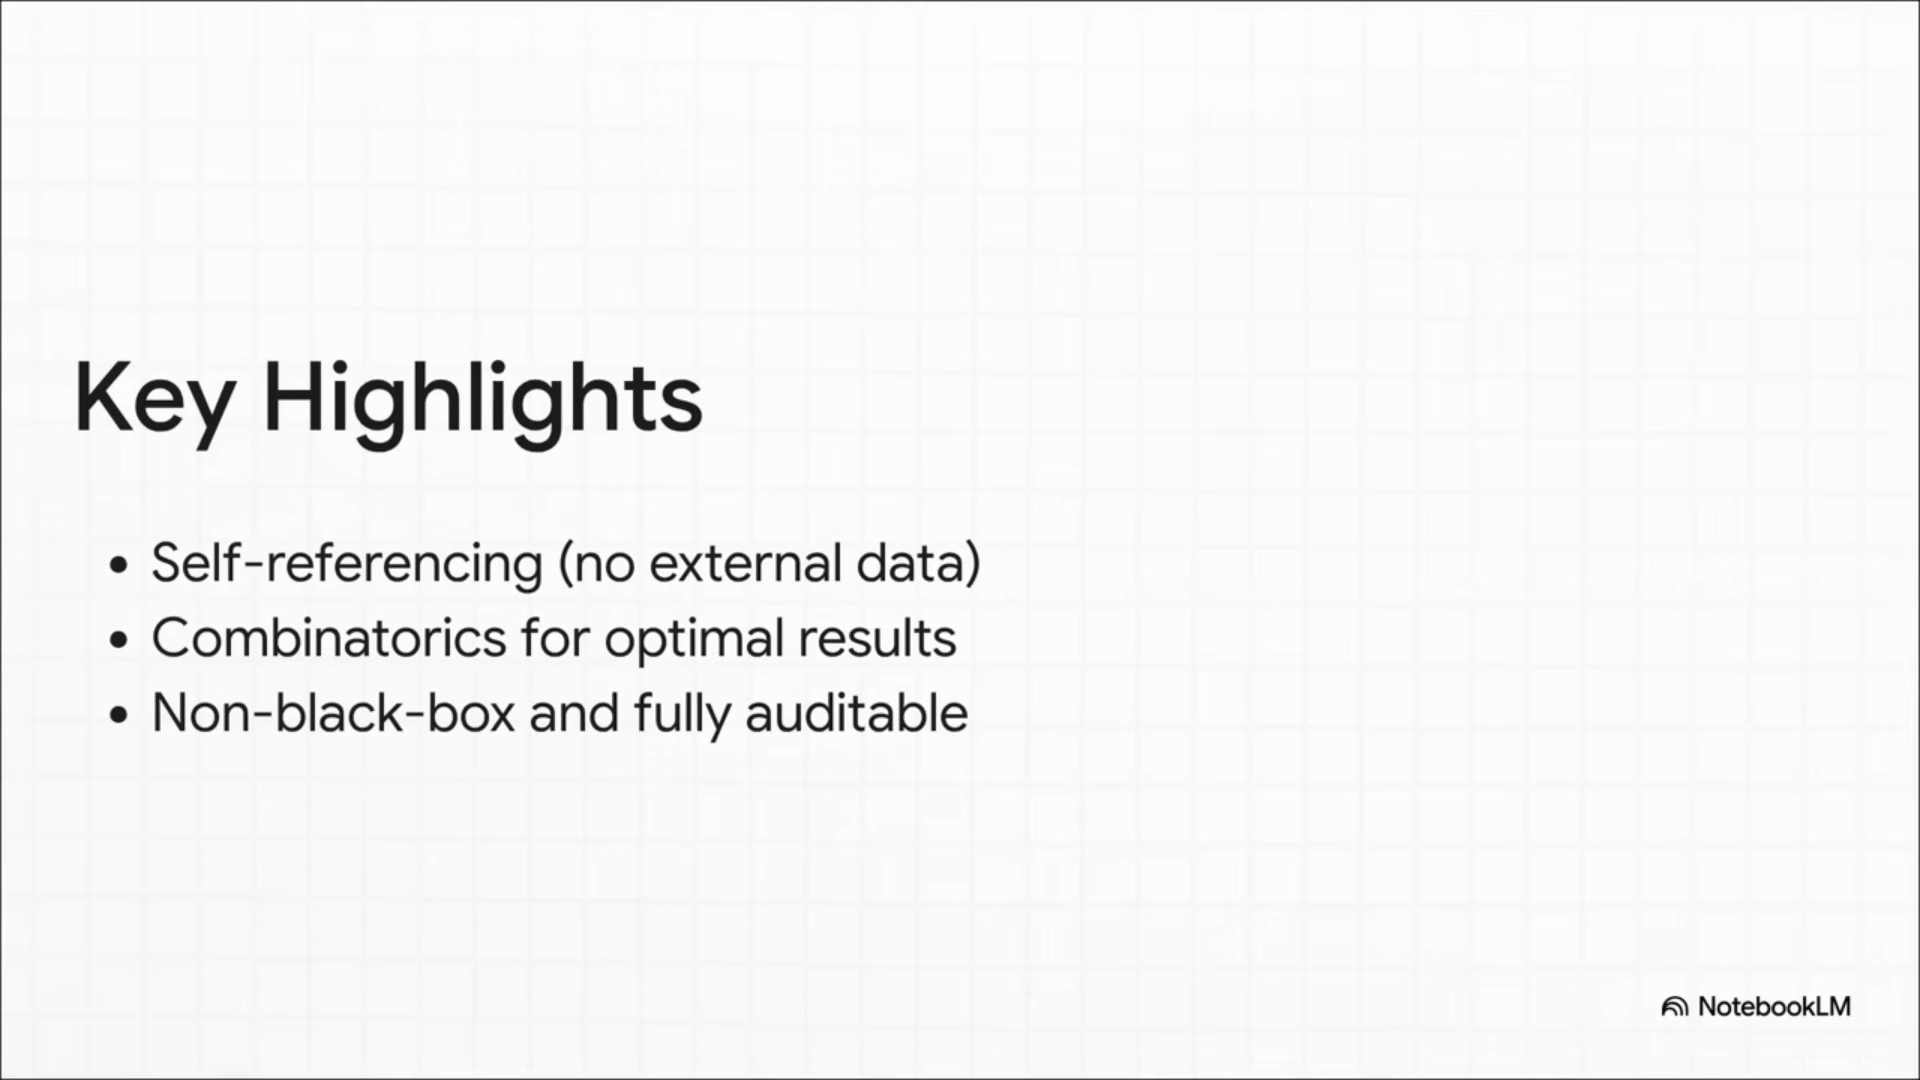 Key Highlights
• Self-referencing (no external data)
• Combinatorics for optimal results
• Non-black-box and fully auditable
NotebookLM